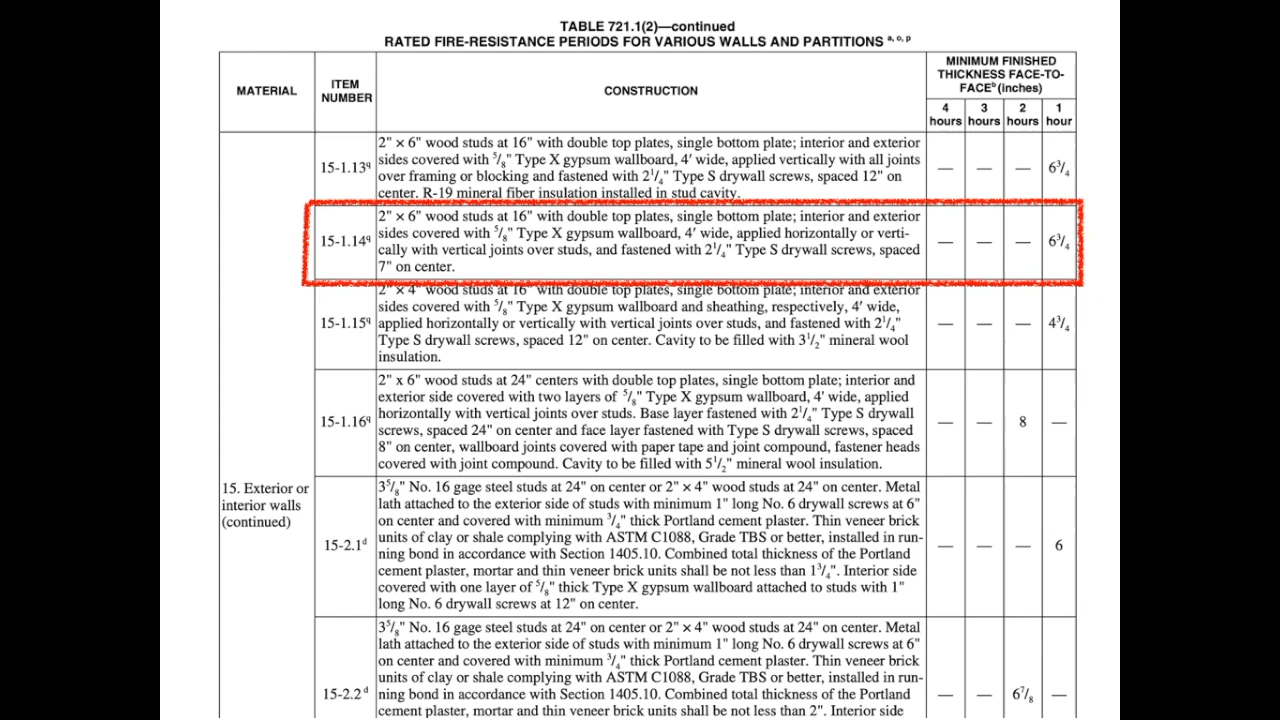 TABLE 721.1(2)—continued
RATED FIRE-RESISTANCE PERIODS FOR VARIOUS WALLS AND PARTITIONS a, o, p
MATERIAL
ITEM
NUMBER
CONSTRUCTION
MINIMUM FINISHED
THICKNESS FACE-TO-
FACEb (inches)
4
hours
3
hours
2
hours
1
hour
15. Exterior or
interior walls
(continued)
15-1.13q
2" × 6" wood studs at 16" with double top plates, single bottom plate; interior and exterior
sides covered with 5/8" Type X gypsum wallboard, 4′ wide, applied vertically with all joints
over framing or blocking and fastened with 2 1/4" Type S drywall screws, spaced 12" on
center. R-19 mineral fiber insulation installed in stud cavity.
— — — 6 3/4
15-1.14q
2" × 6" wood studs at 16" with double top plates, single bottom plate; interior and exterior
sides covered with 5/8" Type X gypsum wallboard, 4′ wide, applied horizontally or verti-
cally with vertical joints over studs, and fastened with 2 1/4" Type S drywall screws, spaced
7" on center.
— — — 6 3/4
15-1.15q
2" × 4" wood studs at 16" with double top plates, single bottom plate; interior and exterior
sides covered with 5/8" Type X gypsum wallboard and sheathing, respectively, 4′ wide,
applied horizontally or vertically with vertical joints over studs, and fastened with 2 1/4"
Type S drywall screws, spaced 12" on center. Cavity to be filled with 3 1/2" mineral wool
insulation.
— — — 4 3/4
15-1.16q
2" x 6" wood studs at 24" centers with double top plates, single bottom plate; interior and
exterior side covered with two layers of 5/8" Type X gypsum wallboard, 4′ wide, applied
horizontally with vertical joints over studs. Base layer fastened with 2 1/4" Type S drywall
screws, spaced 24" on center and face layer fastened with Type S drywall screws, spaced
8" on center, wallboard joints covered with paper tape and joint compound, fastener heads
covered with joint compound. Cavity to be filled with 5 1/2" mineral wool insulation.
— — 8 —
15-2.1d
3 5/8" No. 16 gage steel studs at 24" on center or 2" × 4" wood studs at 24" on center. Metal
lath attached to the exterior side of studs with minimum 1" long No. 6 drywall screws at 6"
on center and covered with minimum 3/4" thick Portland cement plaster. Thin veneer brick
units of clay or shale complying with ASTM C1088, Grade TBS or better, installed in run-
ning bond in accordance with Section 1405.10. Combined total thickness of the Portland
cement plaster, mortar and thin veneer brick units shall be not less than 1 3/4". Interior side
covered with one layer of 5/8" thick Type X gypsum wallboard attached to studs with 1"
long No. 6 drywall screws at 12" on center.
— — — 6
15-2.2d
3 5/8" No. 16 gage steel studs at 24" on center or 2" × 4" wood studs at 24" on center. Metal
lath attached to the exterior side of studs with minimum 1" long No. 6 drywall screws at 6"
on center and covered with minimum 3/4" thick Portland cement plaster. Thin veneer brick
units of clay or shale complying with ASTM C1088, Grade TBS or better, installed in run-
ning bond in accordance with Section 1405.10. Combined total thickness of the Portland
cement plaster, mortar and thin veneer brick units shall be not less than 2". Interior side
— — 6 7/8 —